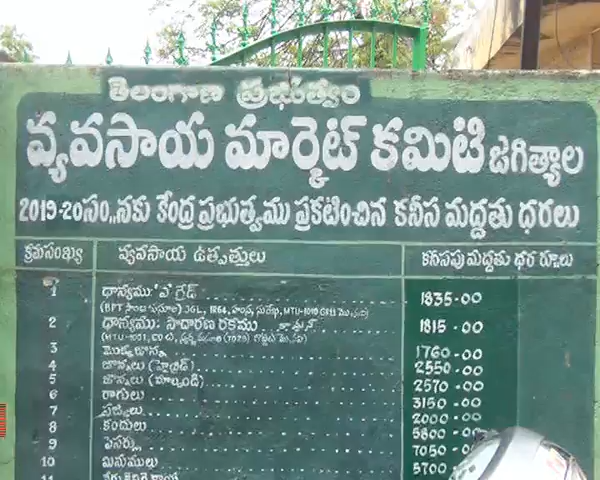 తెలంగాణ ప్రభుత్వం
వ్యవసాయ మార్కెట్ కమిటి జగిత్యాల
2019-20సం,,నకు కేంద్ర ప్రభుత్వము ప్రకటించిన కనీస మద్దతు ధరలు
క్రమసంఖ్య వ్యవసాయ ఉత్పత్తులు కనీసపు మద్దతు ధర రూ.లు
1 ధాన్యము: 'ఎ' గ్రేడ్ 1835-00
2 ధాన్యము: సాధారణ రకము 1815-00
3 మొక్కజొన్న 1760-00
4 జొన్నలు (హైబ్రిడ్) 2550-00
5 జొన్నలు (మాల్దండి) 2570-00
6 రాగులు 3150-00
7 సజ్జలు 2000-00
8 కందులు 5800-00
9 పెసర్లు 7050-00
10 మినుములు 5700
11